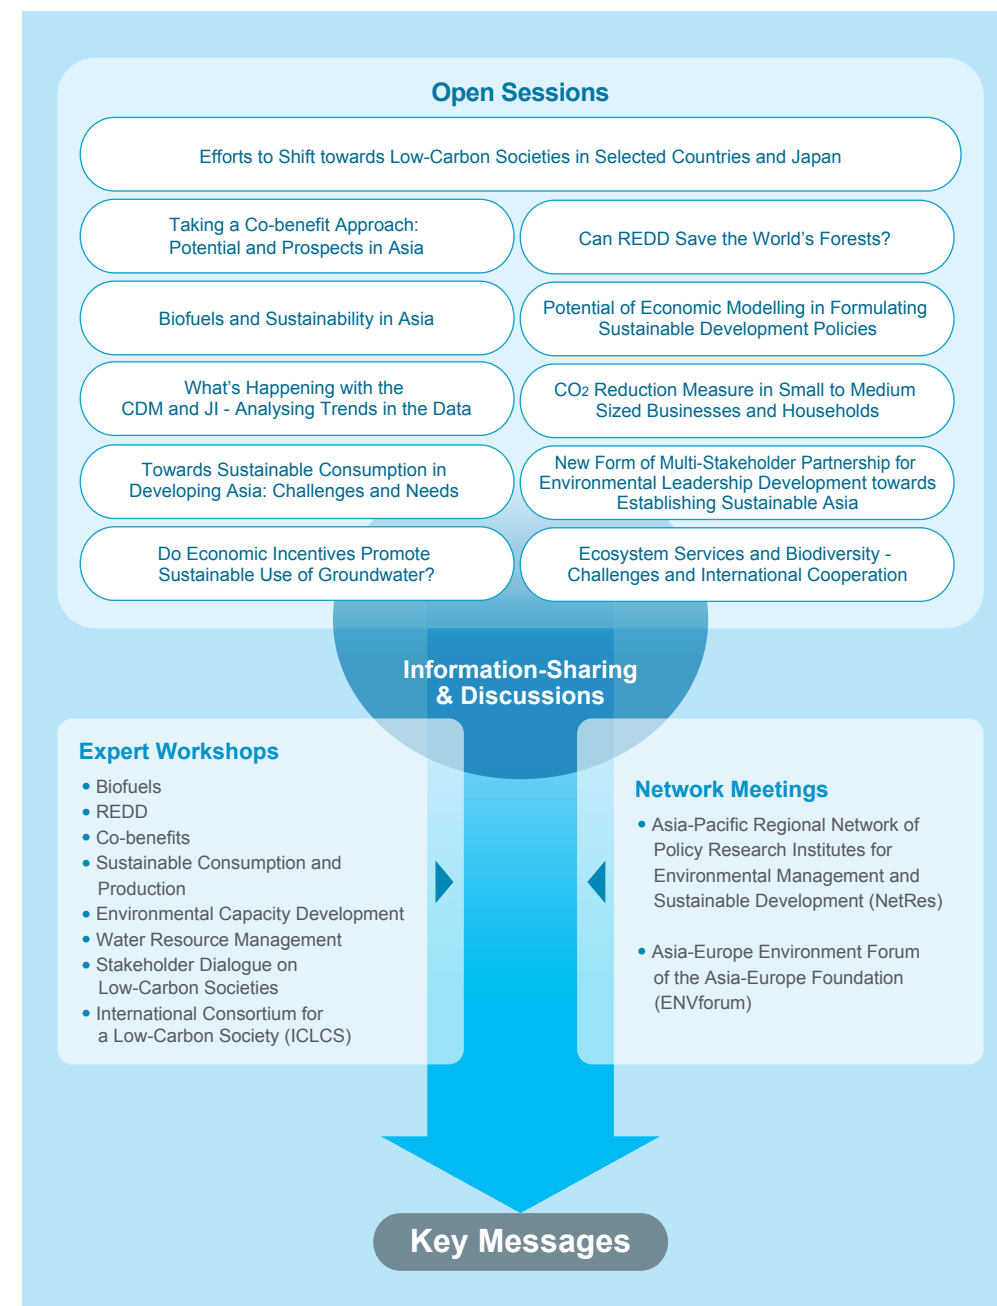 Open Sessions
Efforts to Shift towards Low-Carbon Societies in Selected Countries and Japan
Taking a Co-benefit Approach:
Potential and Prospects in Asia
Can REDD Save the World's Forests?
Biofuels and Sustainability in Asia
Potential of Economic Modelling in Formulating
Sustainable Development Policies
What's Happening with the
CDM and JI - Analysing Trends in the Data
CO2 Reduction Measure in Small to Medium
Sized Businesses and Households
Towards Sustainable Consumption in
Developing Asia: Challenges and Needs
New Form of Multi-Stakeholder Partnership for
Environmental Leadership Development towards
Establishing Sustainable Asia
Do Economic Incentives Promote
Sustainable Use of Groundwater?
Ecosystem Services and Biodiversity -
Challenges and International Cooperation
Information-Sharing
& Discussions
Expert Workshops
• Biofuels
• REDD
• Co-benefits
• Sustainable Consumption and
Production
• Environmental Capacity Development
• Water Resource Management
• Stakeholder Dialogue on
Low-Carbon Societies
• International Consortium for
a Low-Carbon Society (ICLCS)
Network Meetings
• Asia-Pacific Regional Network of
Policy Research Institutes for
Environmental Management and
Sustainable Development (NetRes)
• Asia-Europe Environment Forum
of the Asia-Europe Foundation
(ENVforum)
Key Messages